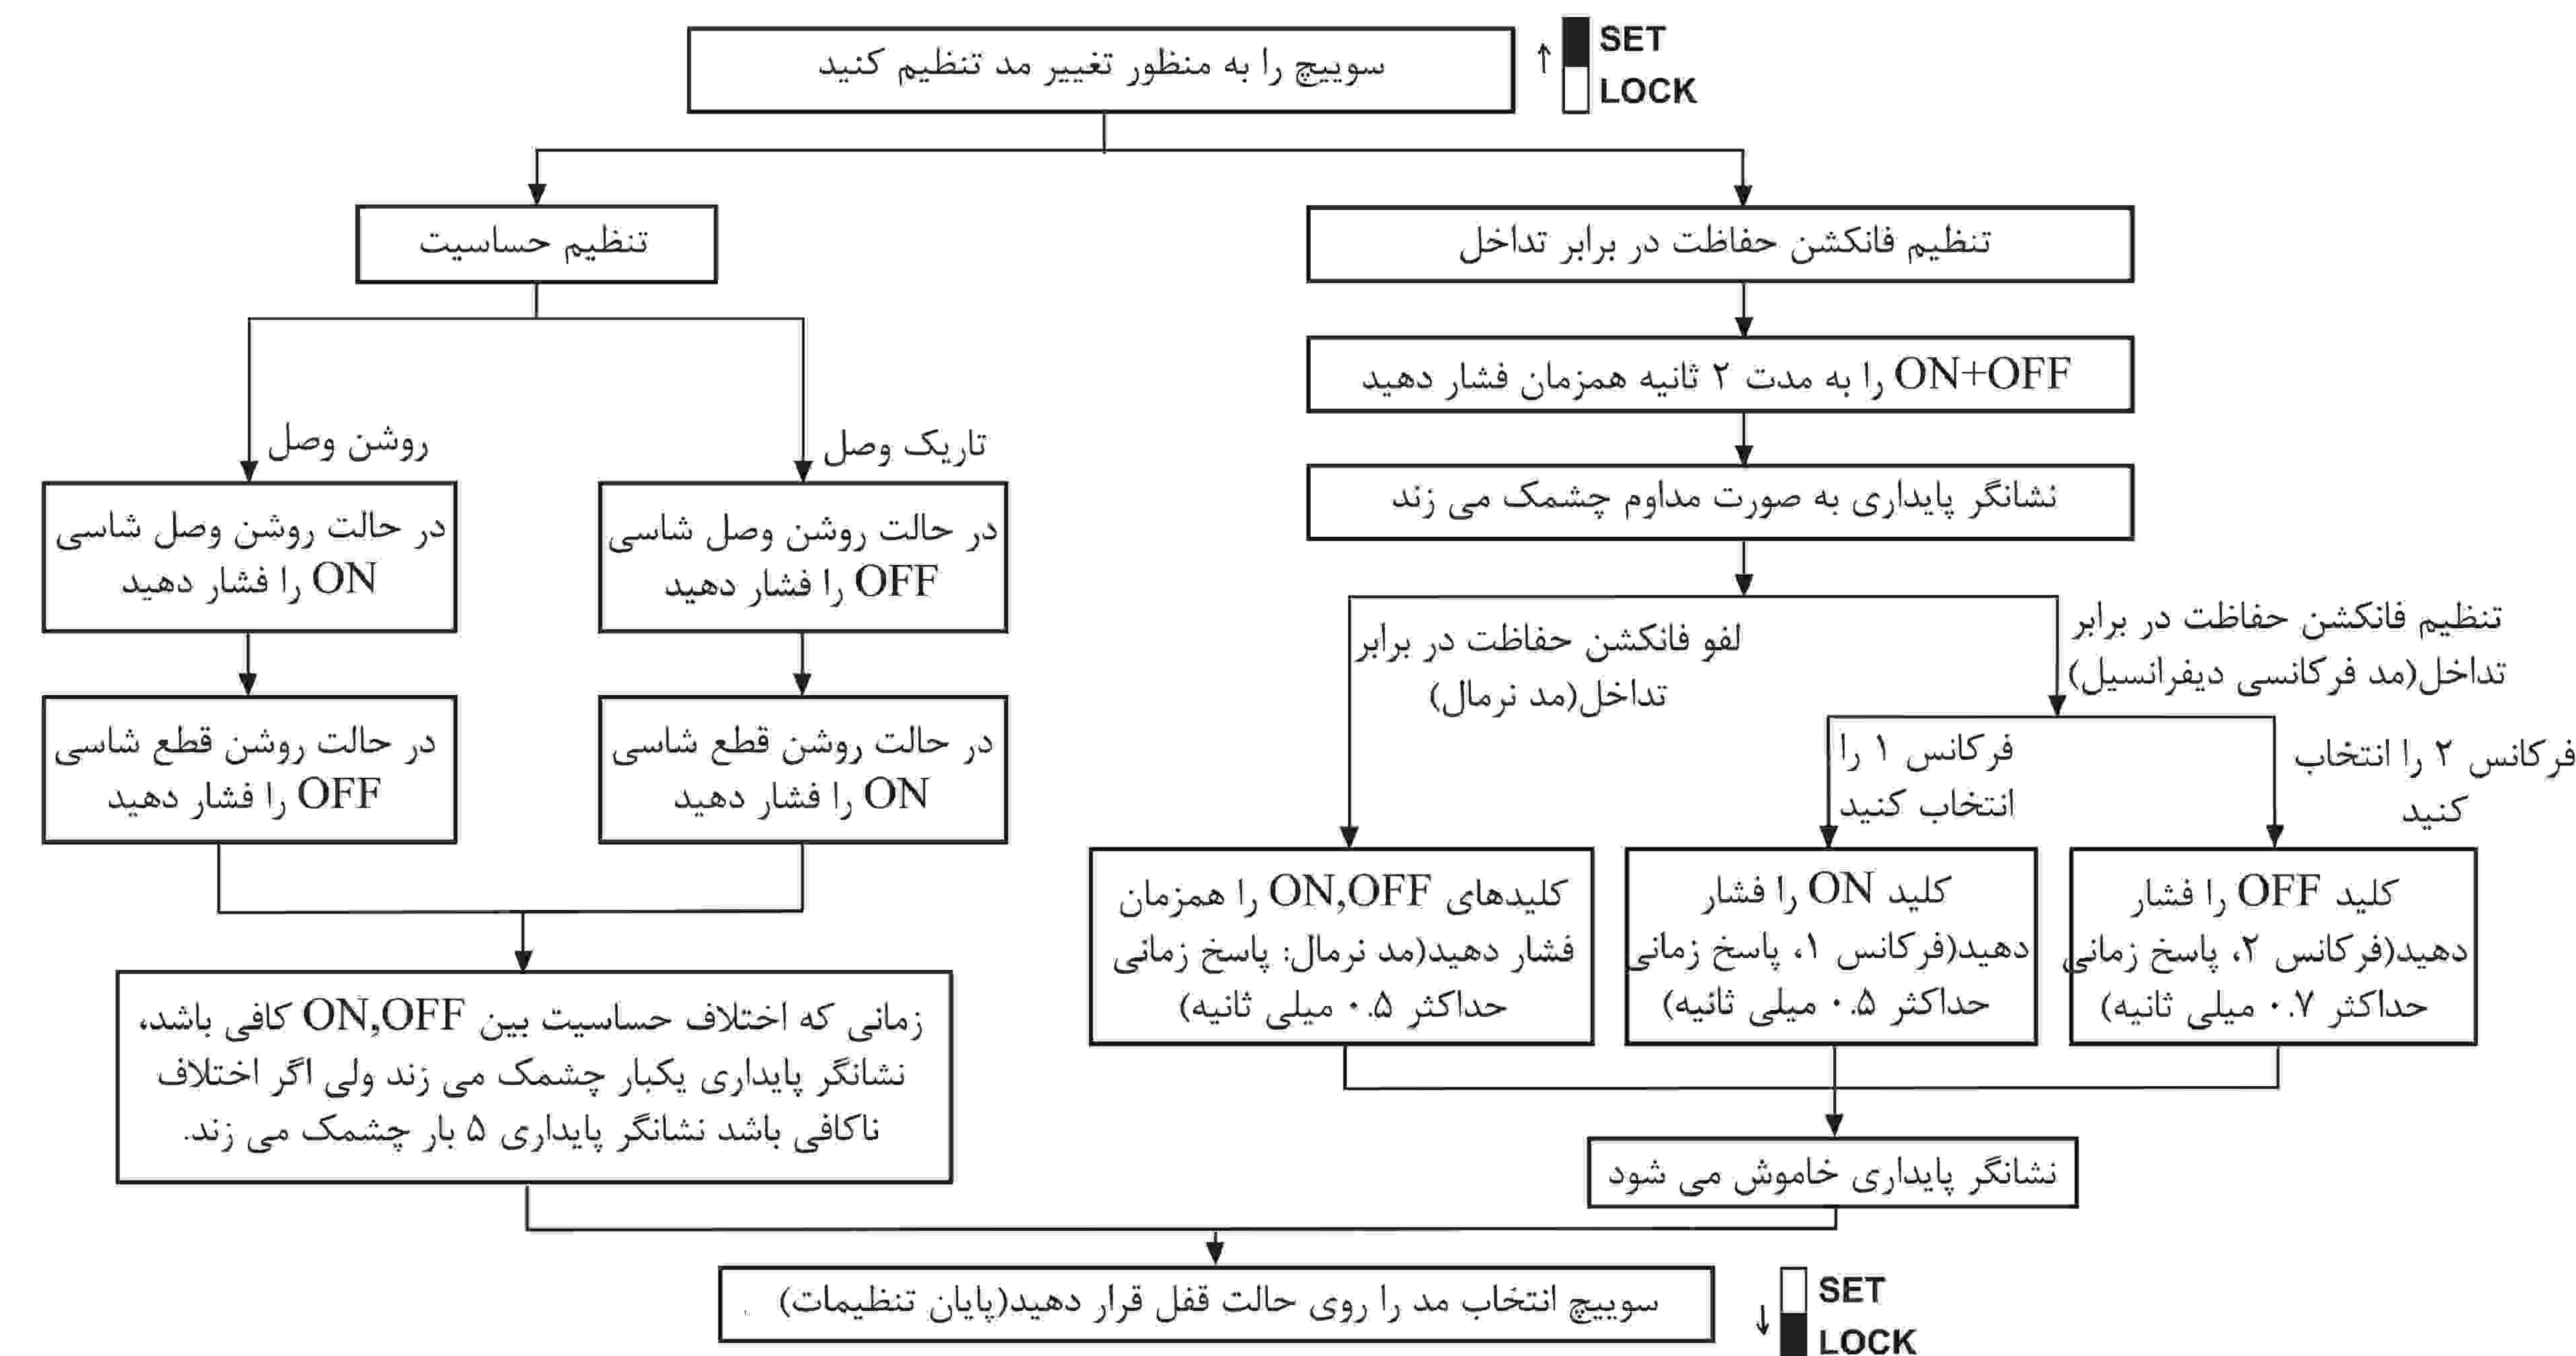 سوییچ را به منظور تغییر مد تنظیم کنید
SET
LOCK
تنظیم فانکشن حفاظت در برابر تداخل
ON+OFF را به مدت ۲ ثانیه همزمان فشار دهید
نشانگر پایداری به صورت مداوم چشمک می زند
تنظیم فانکشن حفاظت در برابر
تداخل(مد فرکانسی دیفرانسیل)
لفو فانکشن حفاظت در برابر
تداخل(مد نرمال)
فرکانس ۲ را انتخاب
کنید
فرکانس ۱ را
انتخاب کنید
کلید OFF را فشار
دهید(فرکانس ۲، پاسخ زمانی
حداکثر ۰.۷ میلی ثانیه)
کلید ON را فشار
دهید(فرکانس ۱، پاسخ زمانی
حداکثر ۰.۵ میلی ثانیه)
کلیدهای ON,OFF را همزمان
فشار دهید(مد نرمال: پاسخ زمانی
حداکثر ۰.۵ میلی ثانیه)
نشانگر پایداری خاموش می شود
تنظیم حساسیت
تاریک وصل
در حالت روشن وصل شاسی
OFF را فشار دهید
در حالت روشن قطع شاسی
ON را فشار دهید
روشن وصل
در حالت روشن وصل شاسی
ON را فشار دهید
در حالت روشن قطع شاسی
OFF را فشار دهید
زمانی که اختلاف حساسیت بین ON,OFF کافی باشد،
نشانگر پایداری یکبار چشمک می زند ولی اگر اختلاف
ناکافی باشد نشانگر پایداری ۵ بار چشمک می زند.
سوییچ انتخاب مد را روی حالت قفل قرار دهید(پایان تنظیمات)
SET
LOCK